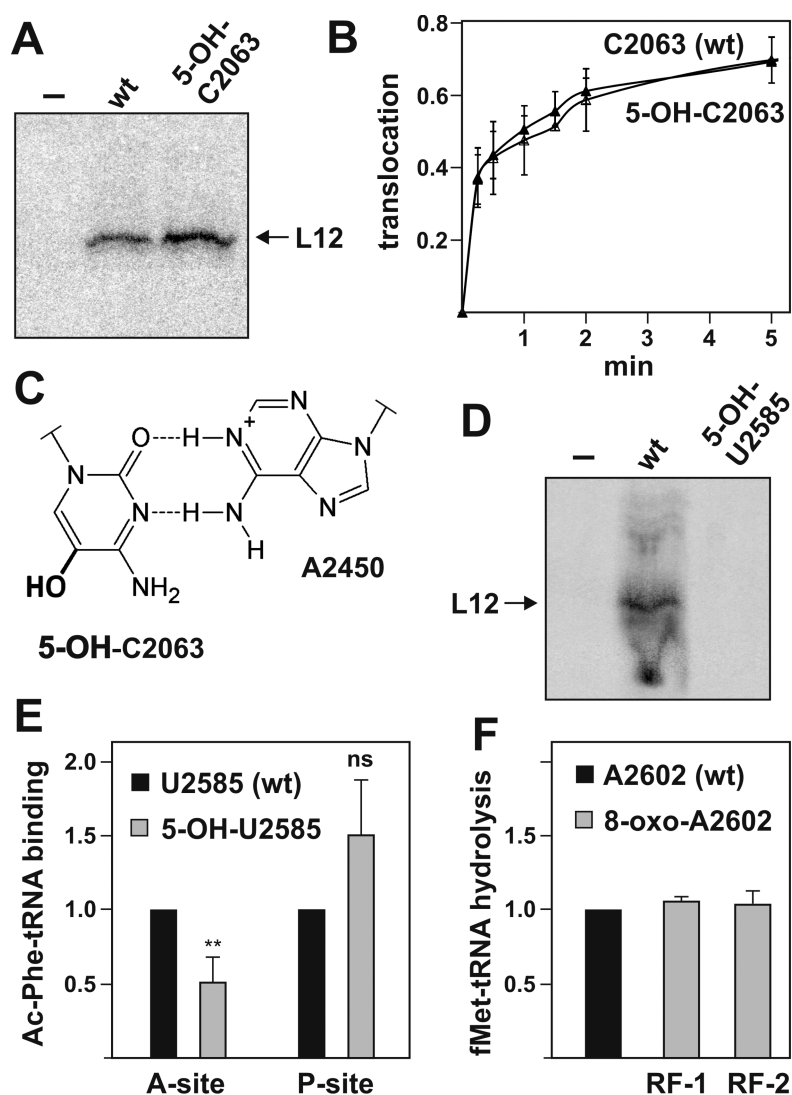 A
–
wt
5-OH-
C2063
L12
B
translocation
0.8
0.6
0.4
0.2
C2063 (wt)
5-OH-C2063
1 2 3 4 5
min
C
O H N +
N
N
N
N H N
N
HO NH2
H
A2450
5-OH-C2063
D
–
wt
5-OH-
U2585
L12
E
Ac-Phe-tRNA binding
2.0
1.5
1.0
0.5
U2585 (wt)
5-OH-U2585
**
ns
A-site P-site
F
fMet-tRNA hydrolysis
1.5
1.0
0.5
A2602 (wt)
8-oxo-A2602
RF-1 RF-2